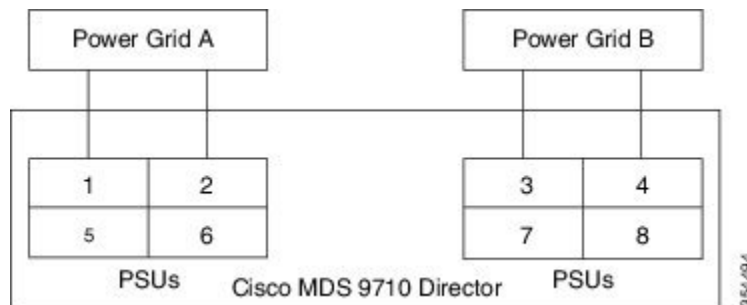 Power Grid A
Power Grid B
1 2 3 4
5 6 7 8
PSUs Cisco MDS 9710 Director PSUs